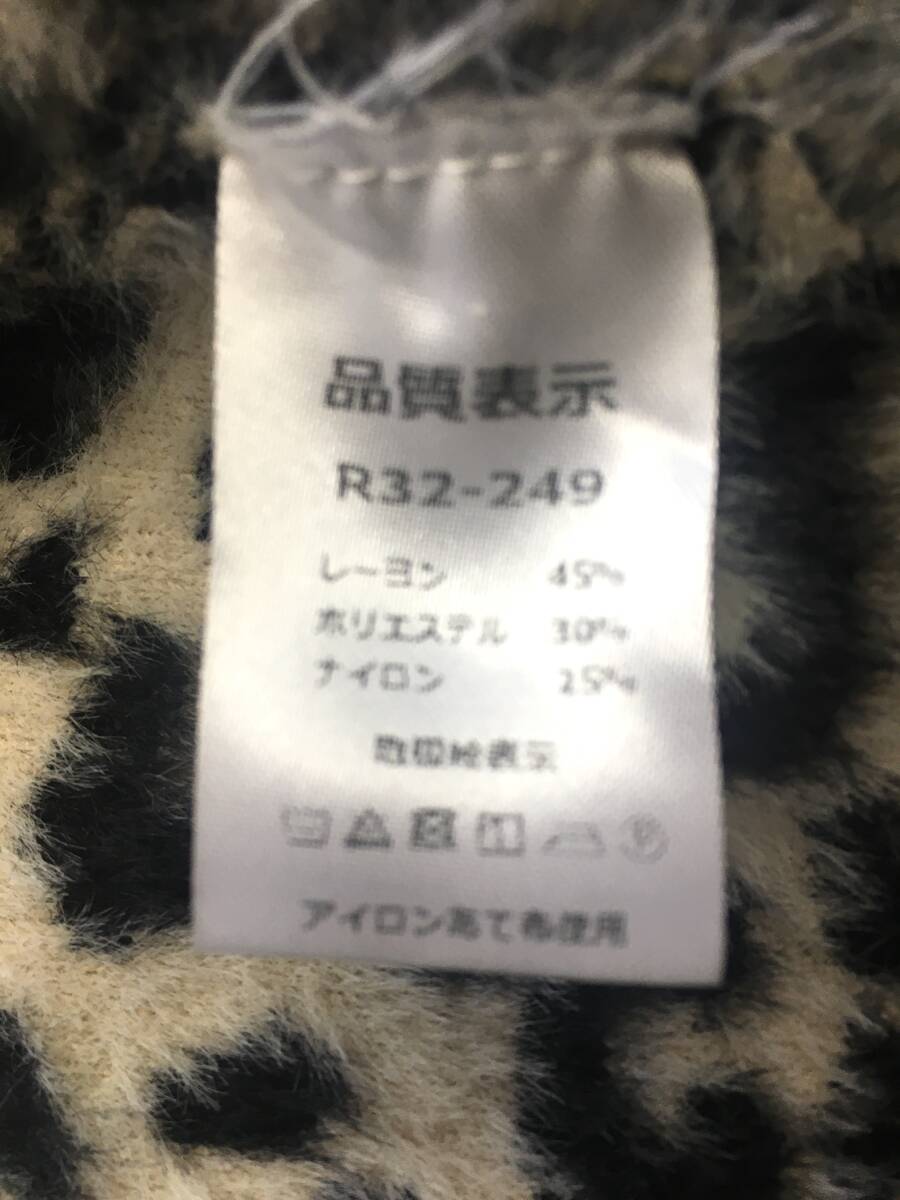 品質表示
R32-249
レーヨン 45%
ポリエステル 30%
ナイロン 25%
取扱絵表示
アイロンあて布使用